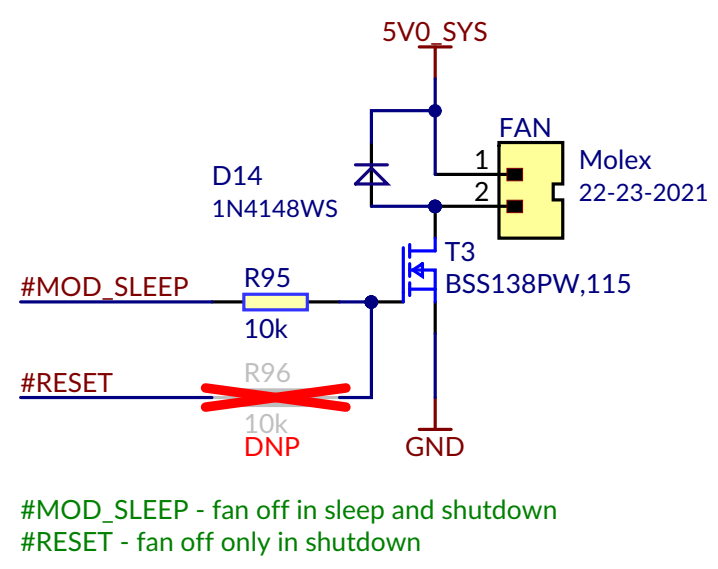 5V0_SYS
FAN
1
Molex
D14
2
22-23-2021
1N4148WS
T3
#MOD_SLEEP
R95
BSS138PW,115
10k
#RESET
R96
10k
DNP
GND
#MOD_SLEEP - fan off in sleep and shutdown
#RESET - fan off only in shutdown